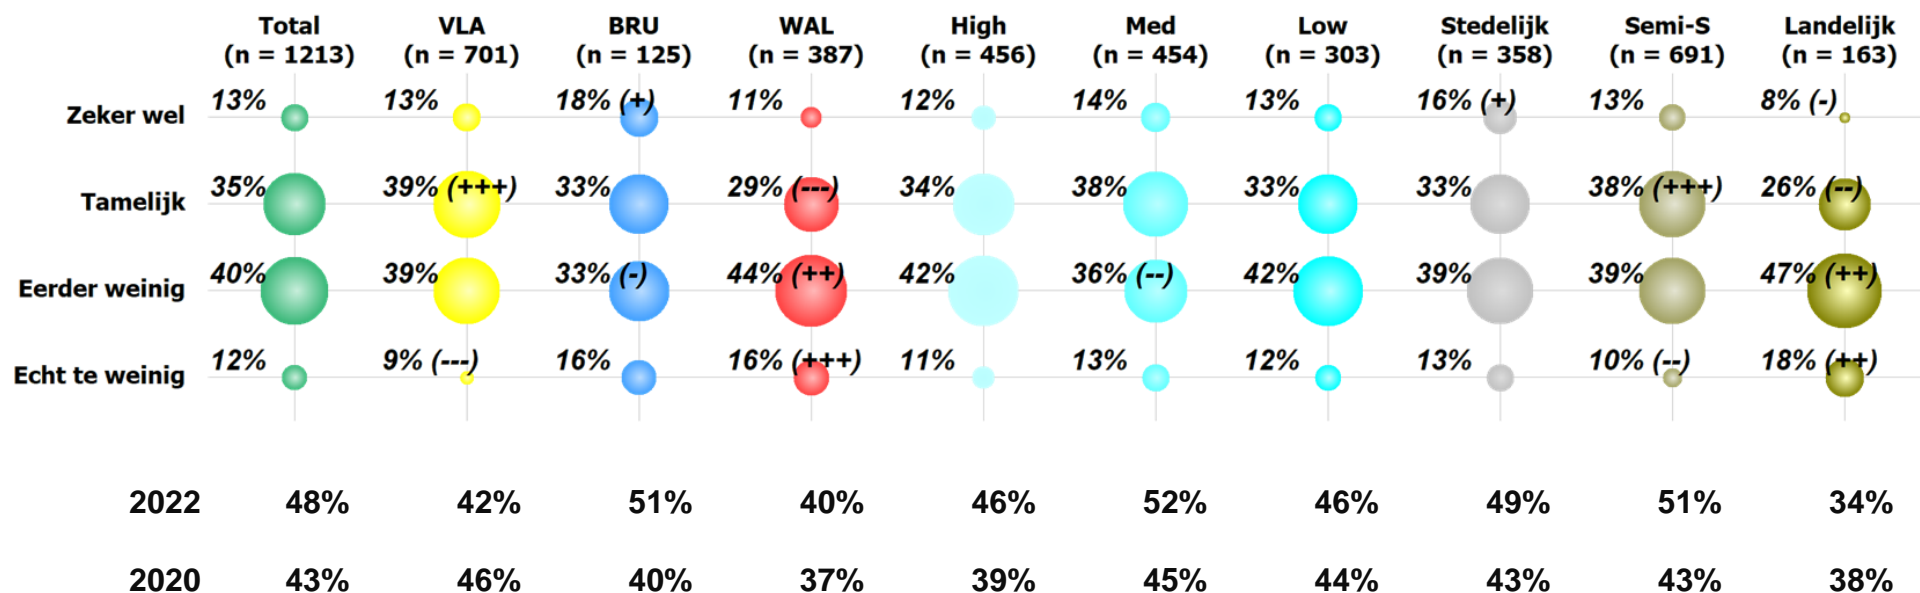 Total VLA BRU WAL High Med Low Stedelijk Semi-S Landelijk
(n = 1213) (n = 701) (n = 125) (n = 387) (n = 456) (n = 454) (n = 303) (n = 358) (n = 691) (n = 163)
Zeker wel 13% 13% 18% (+) 11% 12% 14% 13% 16% (+) 13% 8% (-)
Tamelijk 35% 39% (+++) 33% 29% (---) 34% 38% 33% 33% 38% (+++) 26% (--)
Eerder weinig 40% 39% 33% (-) 44% (++) 42% 36% (--) 42% 39% 39% 47% (++)
Echt te weinig 12% 9% (---) 16% 16% (+++) 11% 13% 12% 13% 10% (--) 18% (++)
2022 48% 42% 51% 40% 46% 52% 46% 49% 51% 34%
2020 43% 46% 40% 37% 39% 45% 44% 43% 43% 38%